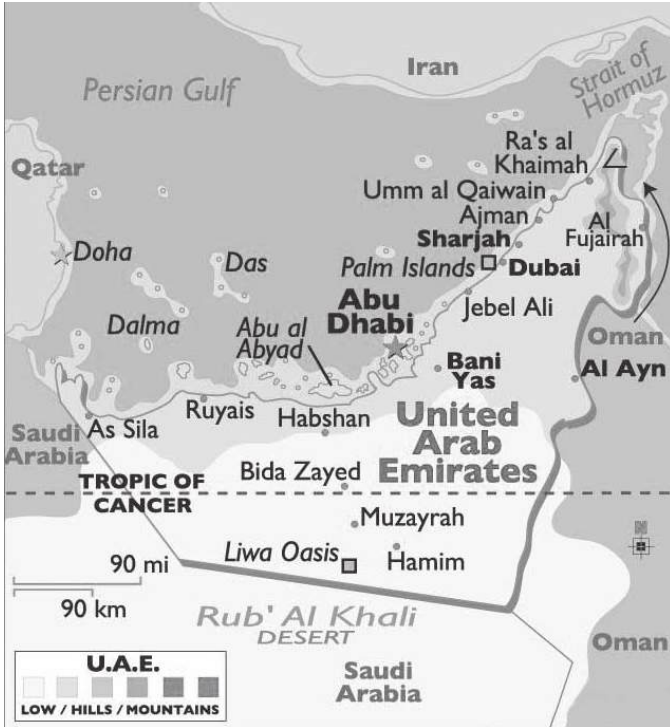 Iran
Persian Gulf
Strait of
Hormuz
Qatar
Ra's al
Khaimah
Umm al Qaiwain
Ajman
Al
Fujairah
Sharjah
Doha
Das
Palm Islands
Dubai
Abu
Dhabi
Jebel Ali
Dalma
Abu al
Abyad
Oman
Bani
Yas
Al Ayn
Ruyais
As Sila
Habshan
United
Arab
Emirates
Saudi
Arabia
Bida Zayed
TROPIC OF
CANCER
Muzayrah
N
Liwa Oasis
Hamim
90 mi
90 km
Rub' Al Khali
DESERT
Oman
Saudi
Arabia
U.A.E.
LOW / HILLS / MOUNTAINS